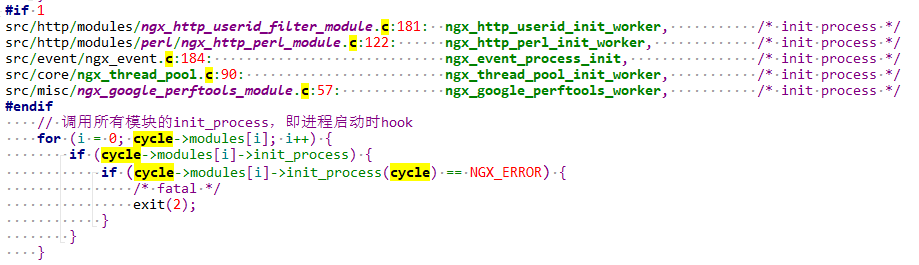 #if 1
src/http/modules/ngx_http_userid_filter_module.c:181:  ngx_http_userid_init_worker,           /* init process */
src/http/modules/perl/ngx_http_perl_module.c:122:      ngx_http_perl_init_worker,             /* init process */
src/event/ngx_event.c:184:                             ngx_event_process_init,                /* init process */
src/core/ngx_thread_pool.c:90:                         ngx_thread_pool_init_worker,           /* init process */
src/misc/ngx_google_perftools_module.c:57:             ngx_google_perftools_worker,           /* init process */
#endif
    // 调用所有模块的init_process，即进程启动时hook
    for (i = 0; cycle->modules[i]; i++) {
        if (cycle->modules[i]->init_process) {
            if (cycle->modules[i]->init_process(cycle) == NGX_ERROR) {
                /* fatal */
                exit(2);
            }
        }
    }